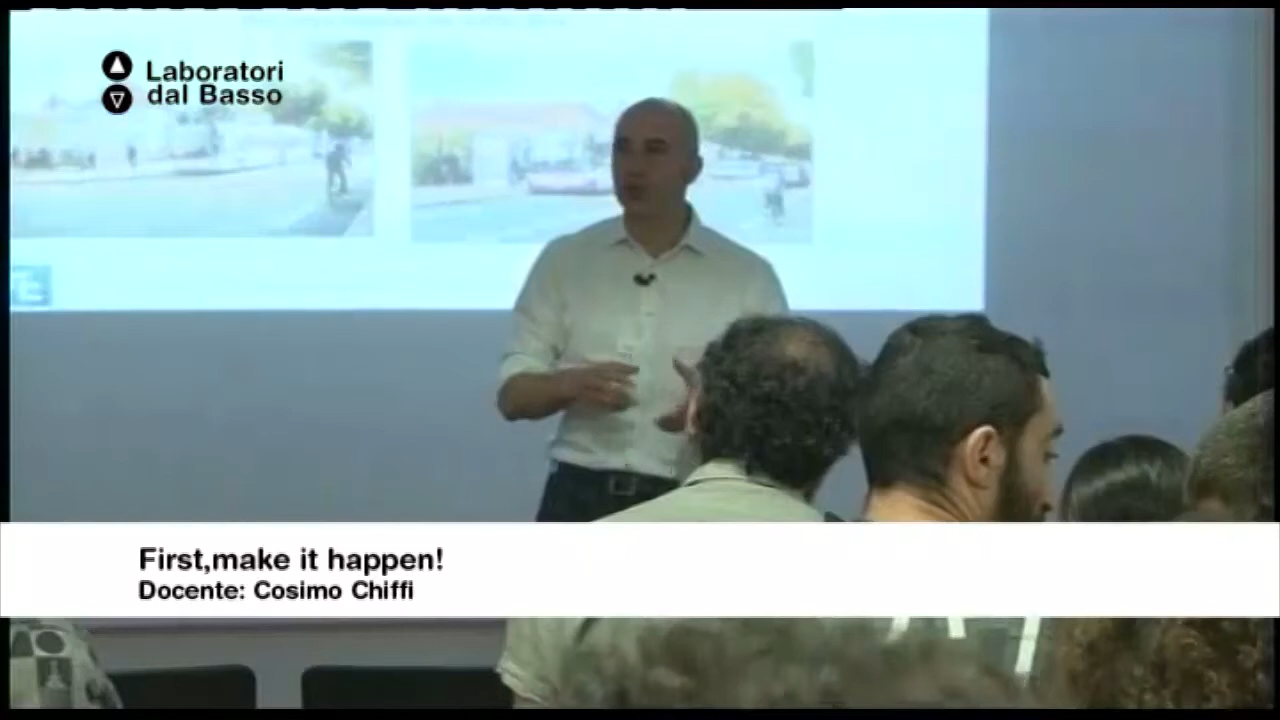 Laboratori
dal Basso
First,make it happen!
Docente: Cosimo Chiffi